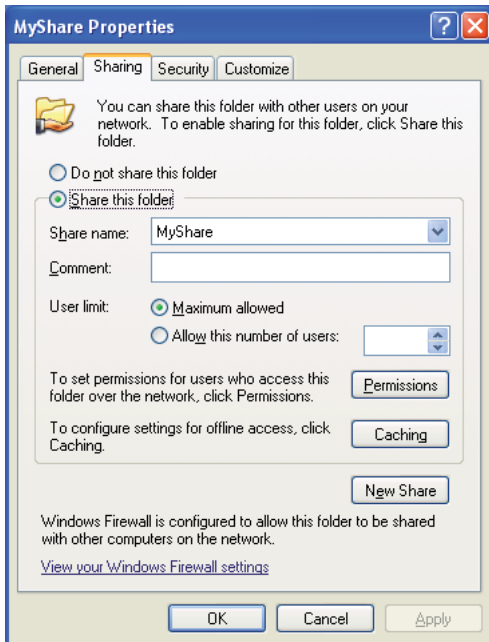 MyShare Properties
General Sharing Security Customize
You can share this folder with other users on your
network. To enable sharing for this folder, click Share this
folder.
Do not share this folder
Share this folder
Share name: MyShare
Comment:
User limit: Maximum allowed
Allow this number of users:
To set permissions for users who access this
folder over the network, click Permissions.
Permissions
To configure settings for offline access, click
Caching.
Caching
New Share
Windows Firewall is configured to allow this folder to be shared
with other computers on the network.
View your Windows Firewall settings
OK Cancel Apply